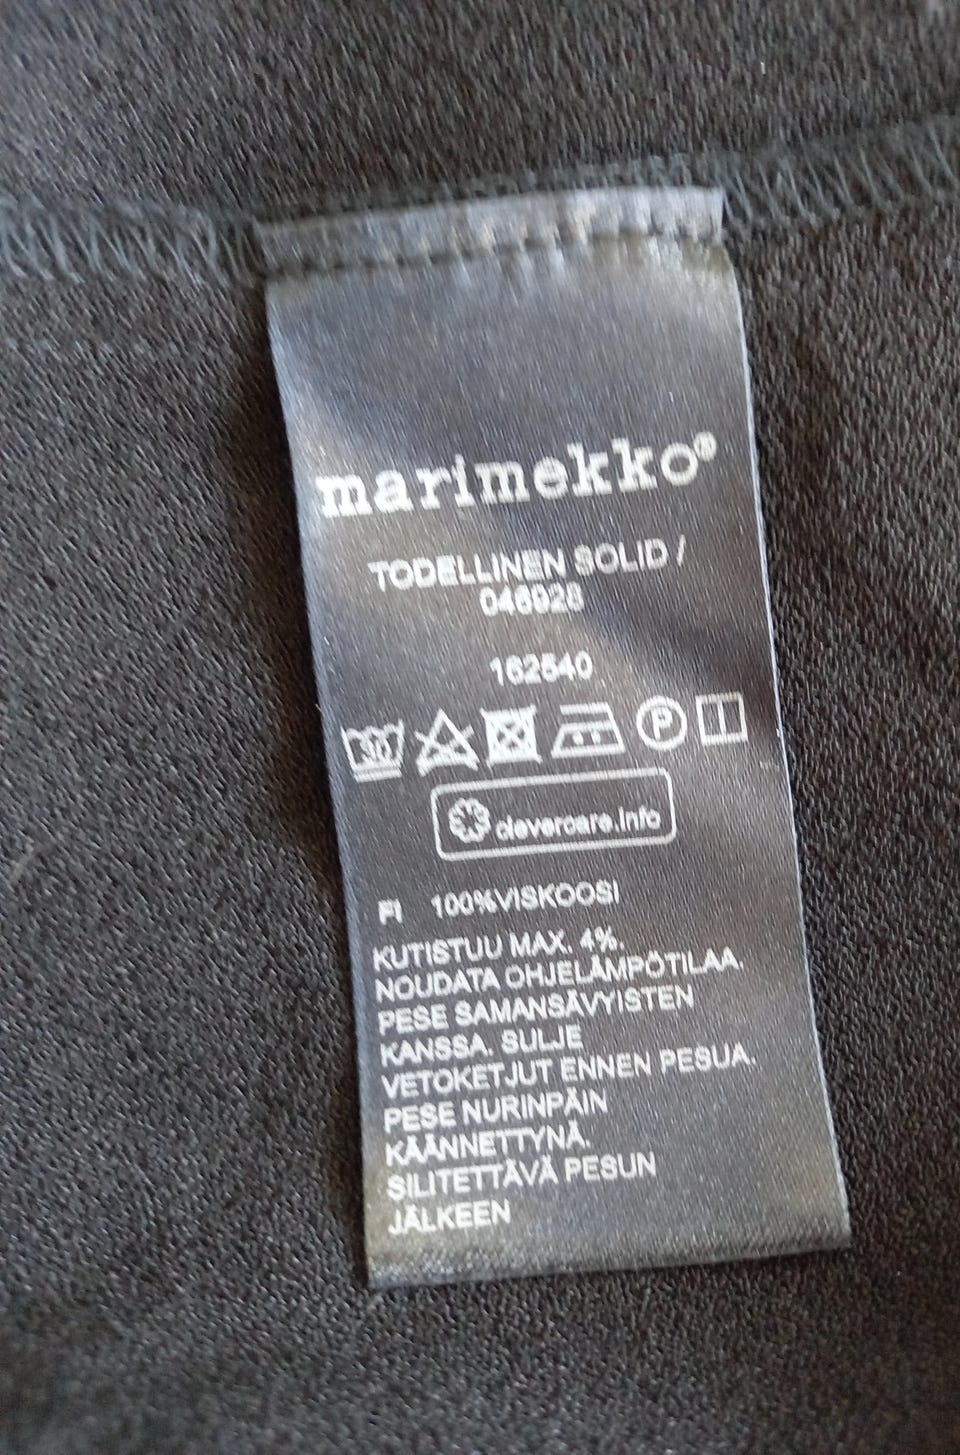 marimekko®
TODELLINEN SOLID /
046928
162540
30 P
clevercare.info
FI 100%VISKOOSI
KUTISTUU MAX. 4%.
NOUDATA OHJELÄMPÖTILAA.
PESE SAMANSÄVYISTEN
KANSSA. SULJE
VETOKETJUT ENNEN PESUA.
PESE NURINPÄIN
KÄÄNNETTYNÄ.
SILITETTÄVÄ PESUN
JÄLKEEN